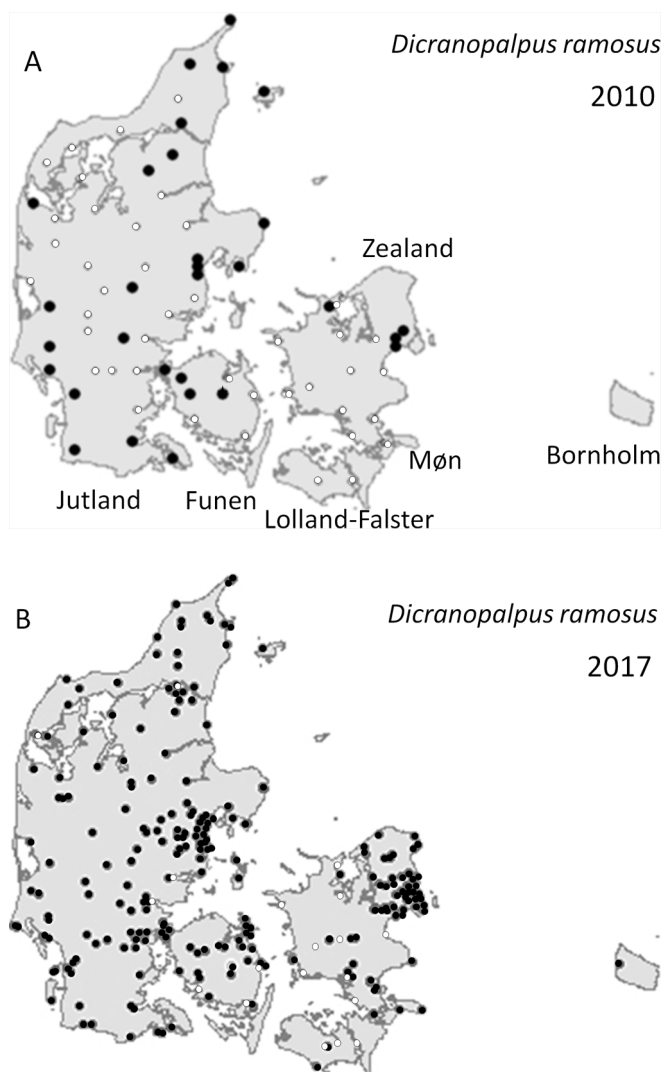 A
Dicranopalpus ramosus
2010
Zealand
Møn
Bornholm
Jutland
Funen
Lolland-Falster
B
Dicranopalpus ramosus
2017